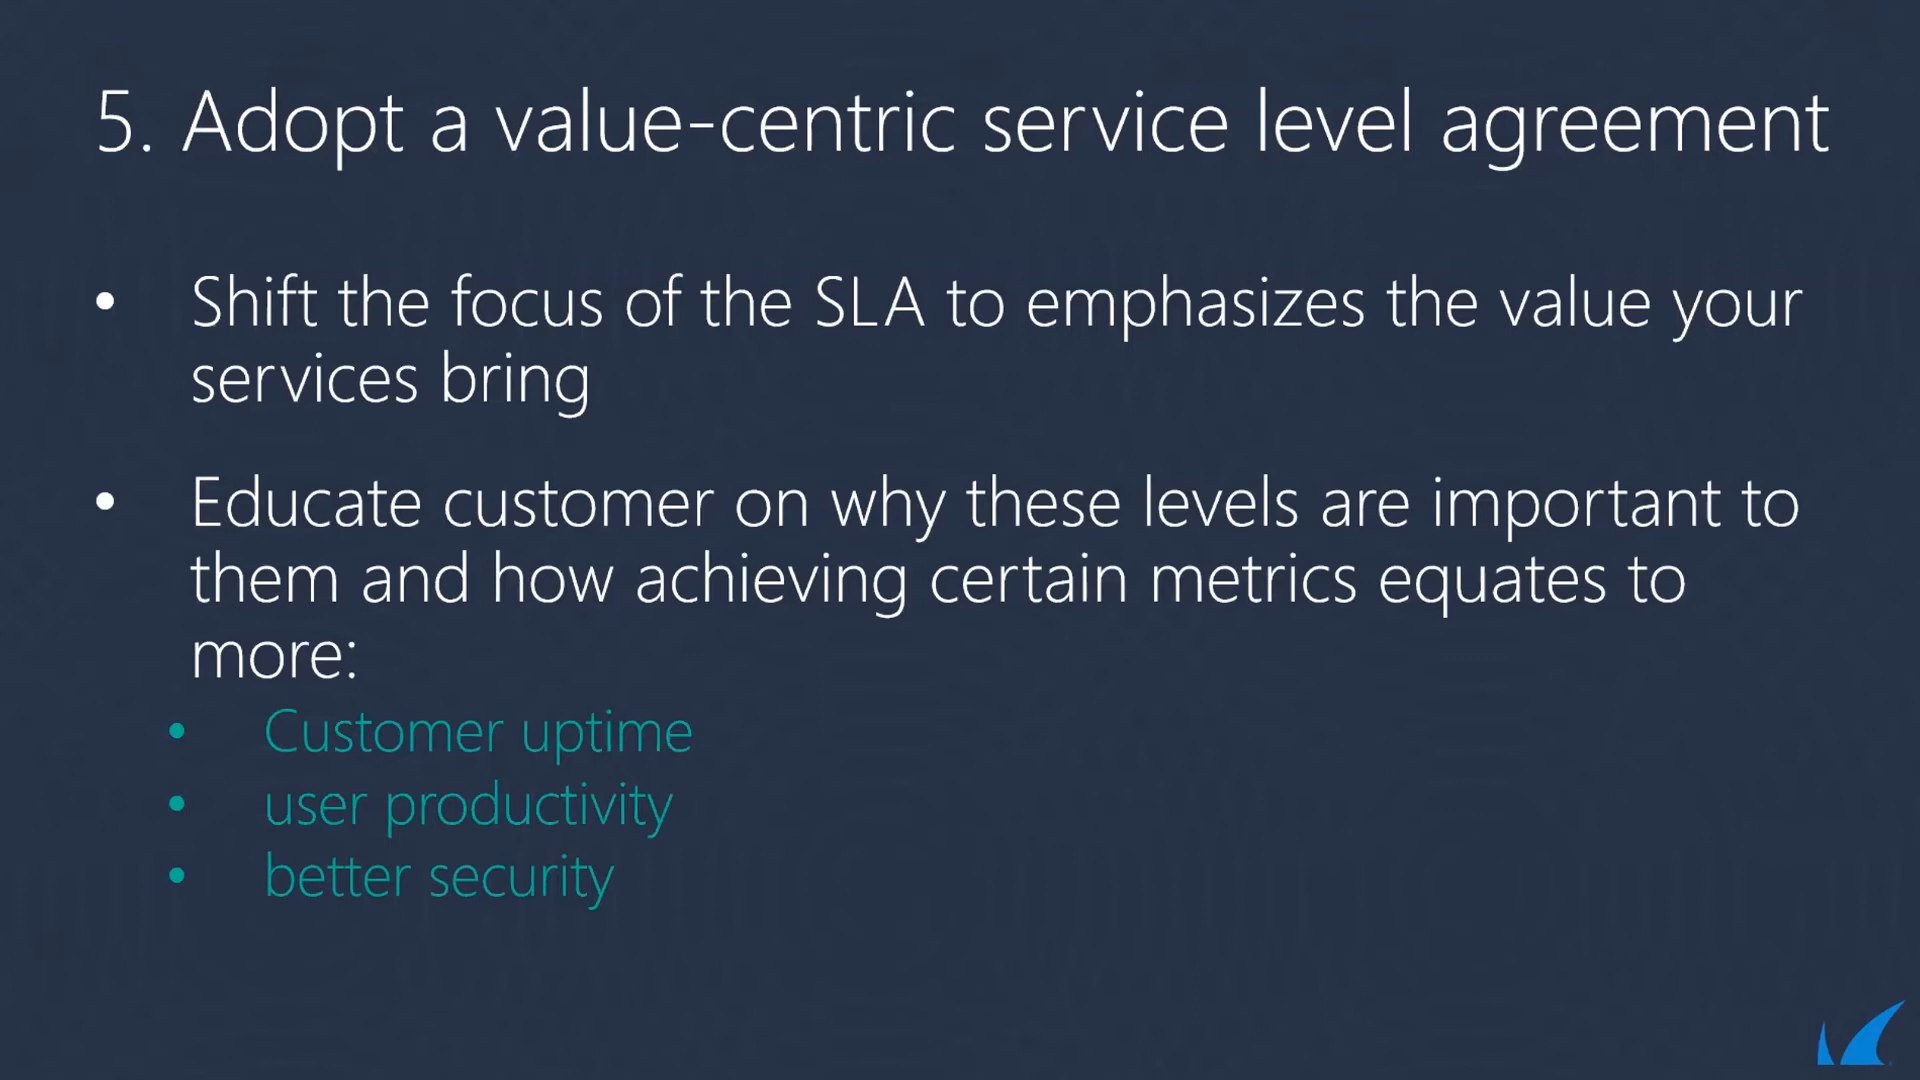 5. Adopt a value-centric service level agreement
• Shift the focus of the SLA to emphasizes the value your
services bring
• Educate customer on why these levels are important to
them and how achieving certain metrics equates to
more:
• Customer uptime
• user productivity
• better security